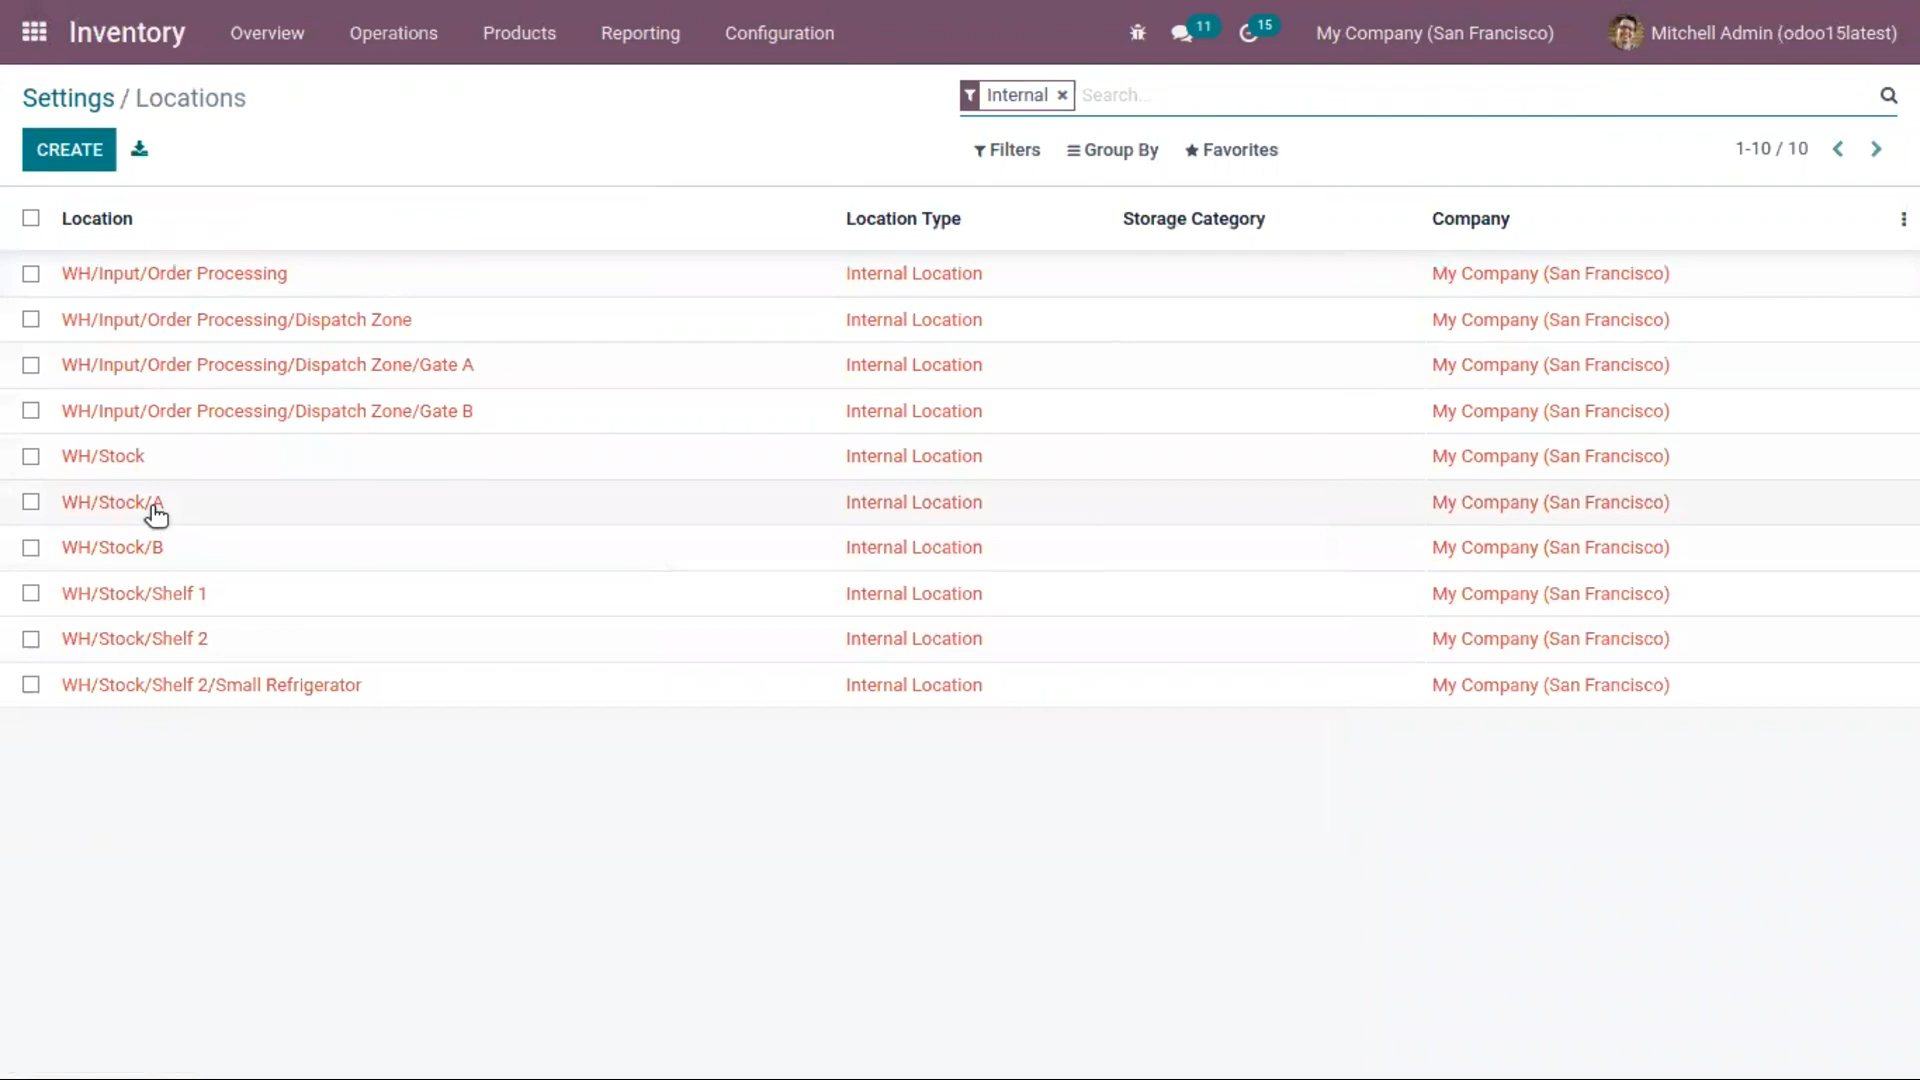 Inventory Overview Operations Products Reporting Configuration 11 15 My Company (San Francisco) Mitchell Admin (odoo15latest)
Settings / Locations
Internal × Search...
CREATE
Filters Group By Favorites 1-10 / 10
Location Location Type Storage Category Company
WH/Input/Order Processing Internal Location My Company (San Francisco)
WH/Input/Order Processing/Dispatch Zone Internal Location My Company (San Francisco)
WH/Input/Order Processing/Dispatch Zone/Gate A Internal Location My Company (San Francisco)
WH/Input/Order Processing/Dispatch Zone/Gate B Internal Location My Company (San Francisco)
WH/Stock Internal Location My Company (San Francisco)
WH/Stock/A Internal Location My Company (San Francisco)
WH/Stock/B Internal Location My Company (San Francisco)
WH/Stock/Shelf 1 Internal Location My Company (San Francisco)
WH/Stock/Shelf 2 Internal Location My Company (San Francisco)
WH/Stock/Shelf 2/Small Refrigerator Internal Location My Company (San Francisco)